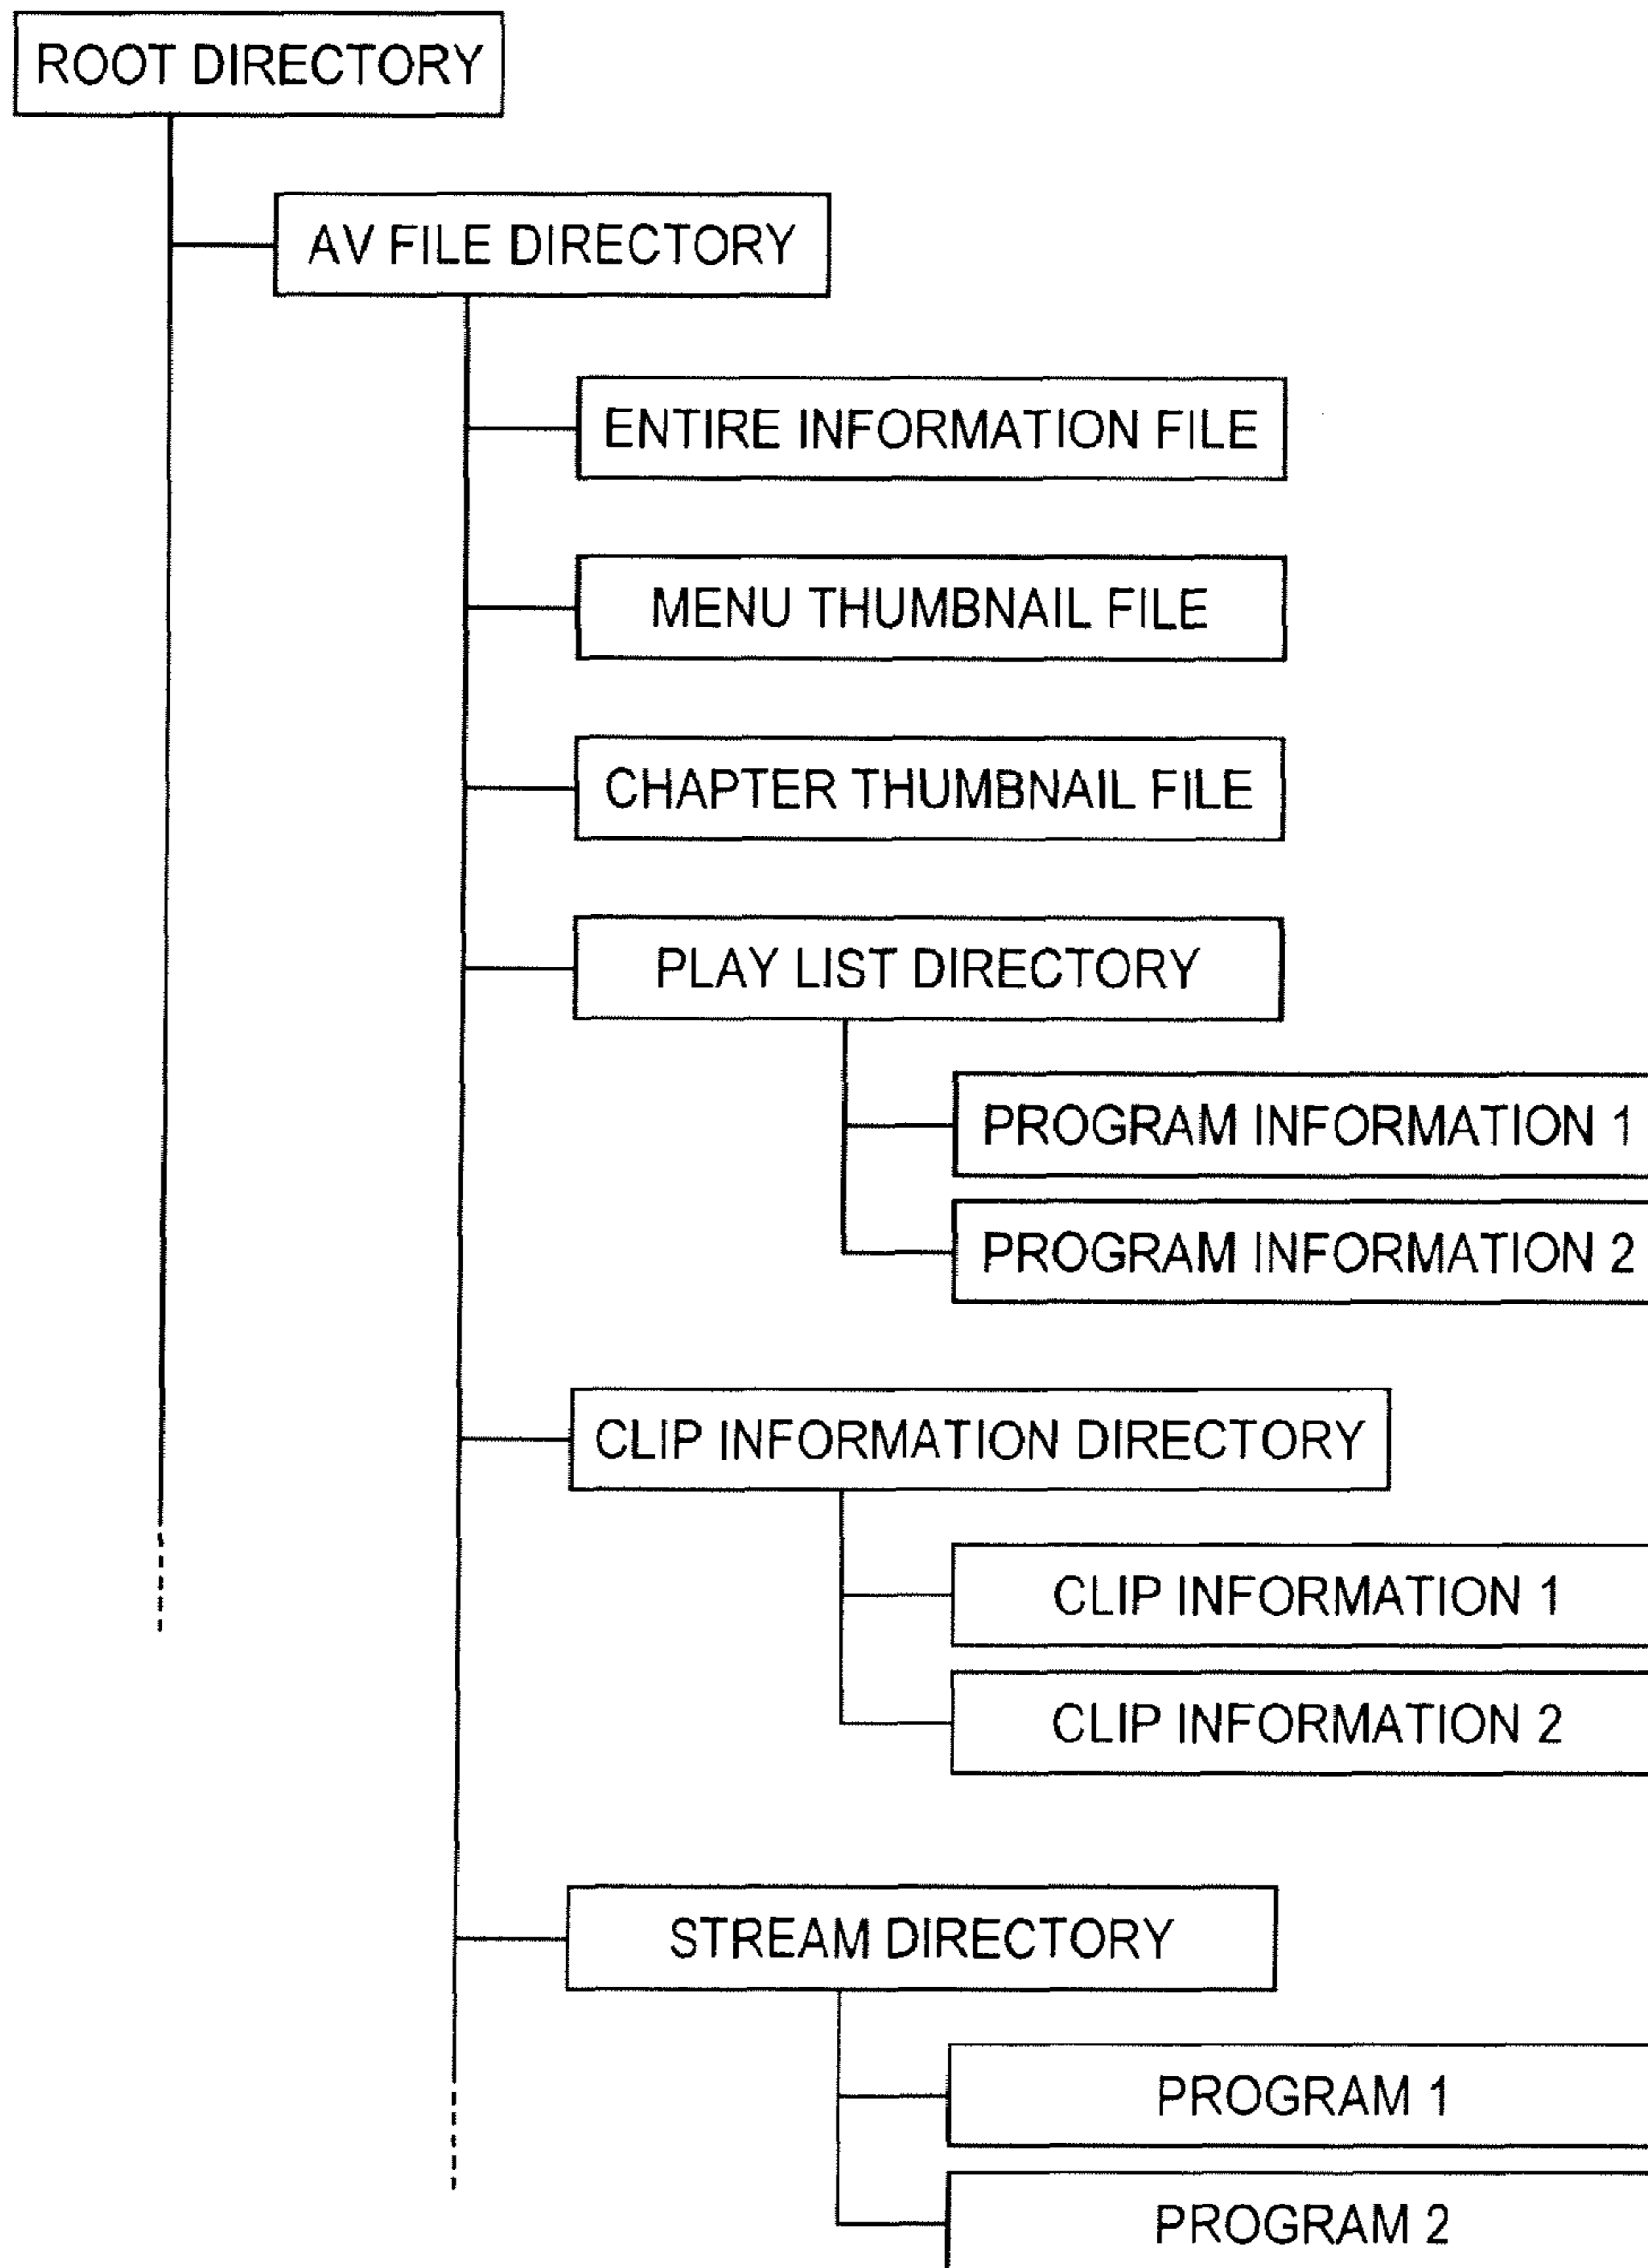 ROOT DIRECTORY
AV FILE DIRECTORY
ENTIRE INFORMATION FILE
MENU THUMBNAIL FILE
CHAPTER THUMBNAIL FILE
PLAY LIST DIRECTORY
PROGRAM INFORMATION 1
PROGRAM INFORMATION 2
CLIP INFORMATION DIRECTORY
CLIP INFORMATION 1
CLIP INFORMATION 2
STREAM DIRECTORY
PROGRAM 1
PROGRAM 2